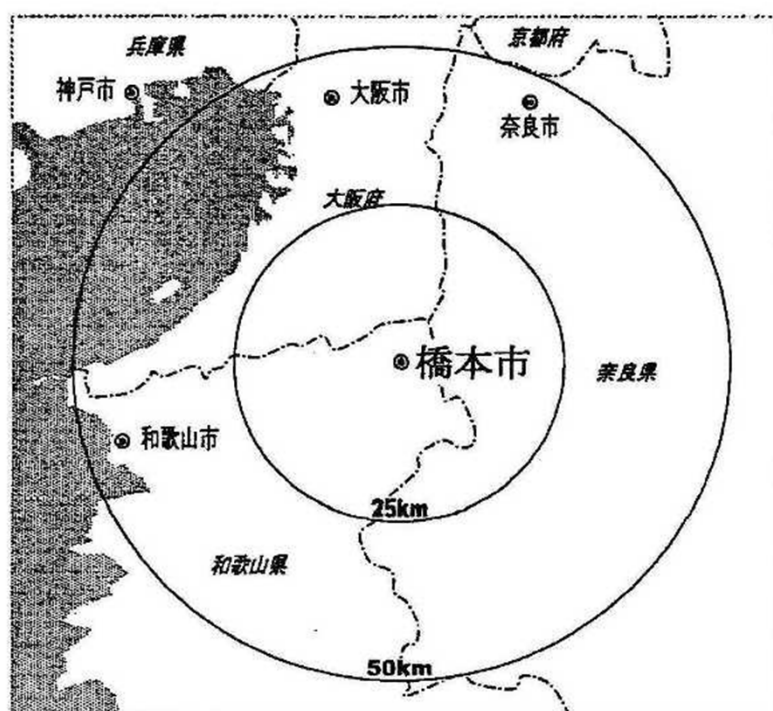 兵庫県
京都府
神戸市
大阪市
奈良市
大阪府
橋本市
奈良県
和歌山市
25km
和歌山県
50km